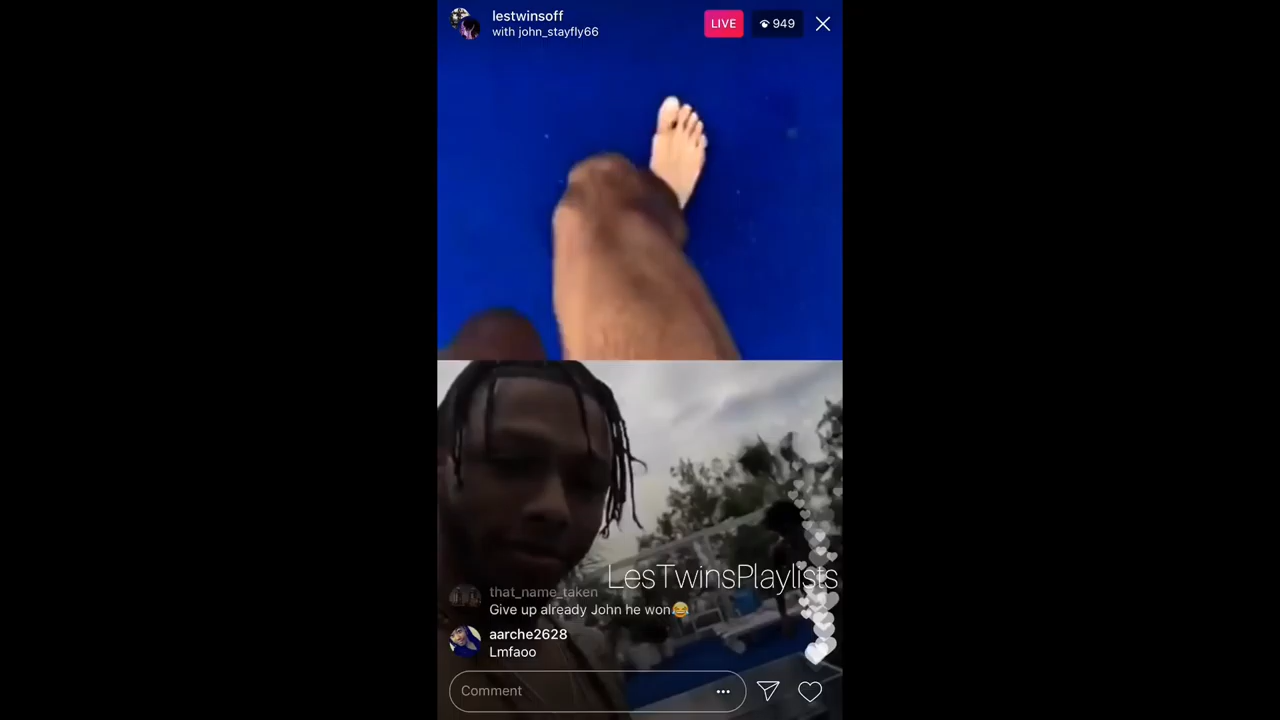 lestwinsoff
with john_stayfly66
LIVE
949
LesTwinsPlaylists
that_name_taken
Give up already John he won😂
aarche2628
Lmfaoo
Comment